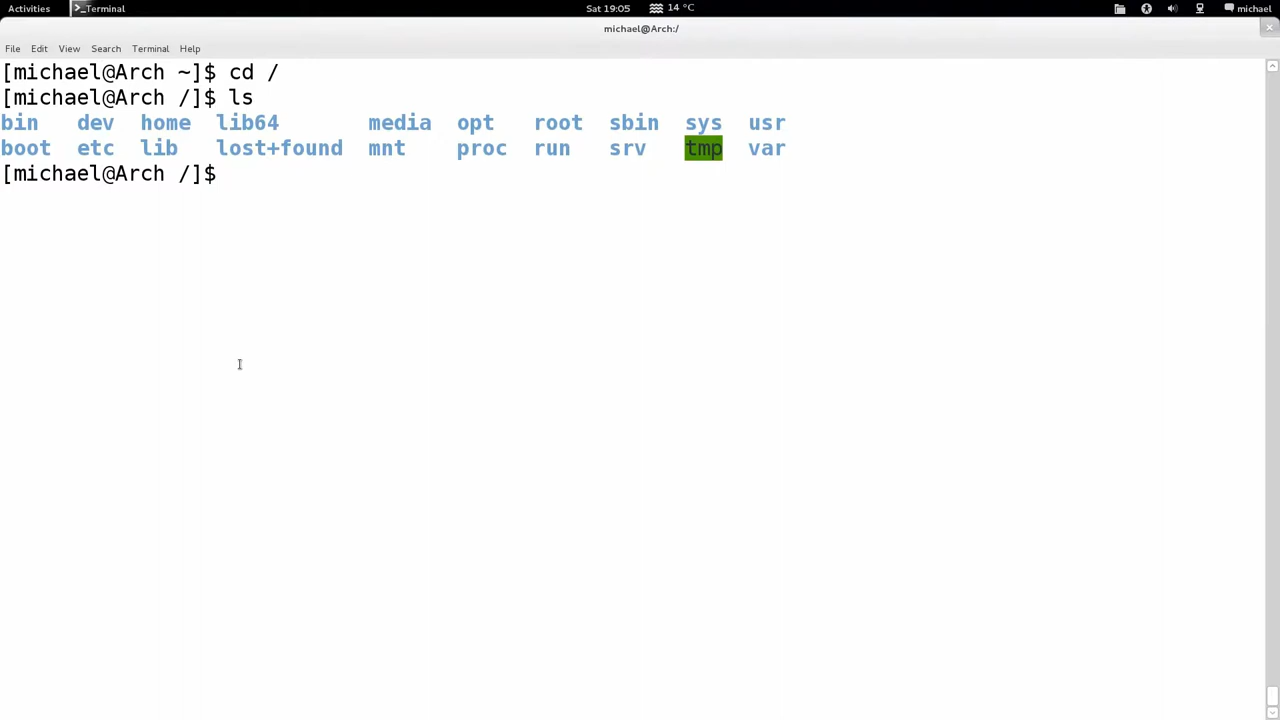 Activities Terminal Sat 19:05 14 °C michael
michael@Arch:/
File Edit View Search Terminal Help
[michael@Arch ~]$ cd /
[michael@Arch /]$ ls
bin dev home lib64 media opt root sbin sys usr
boot etc lib lost+found mnt proc run srv tmp var
[michael@Arch /]$